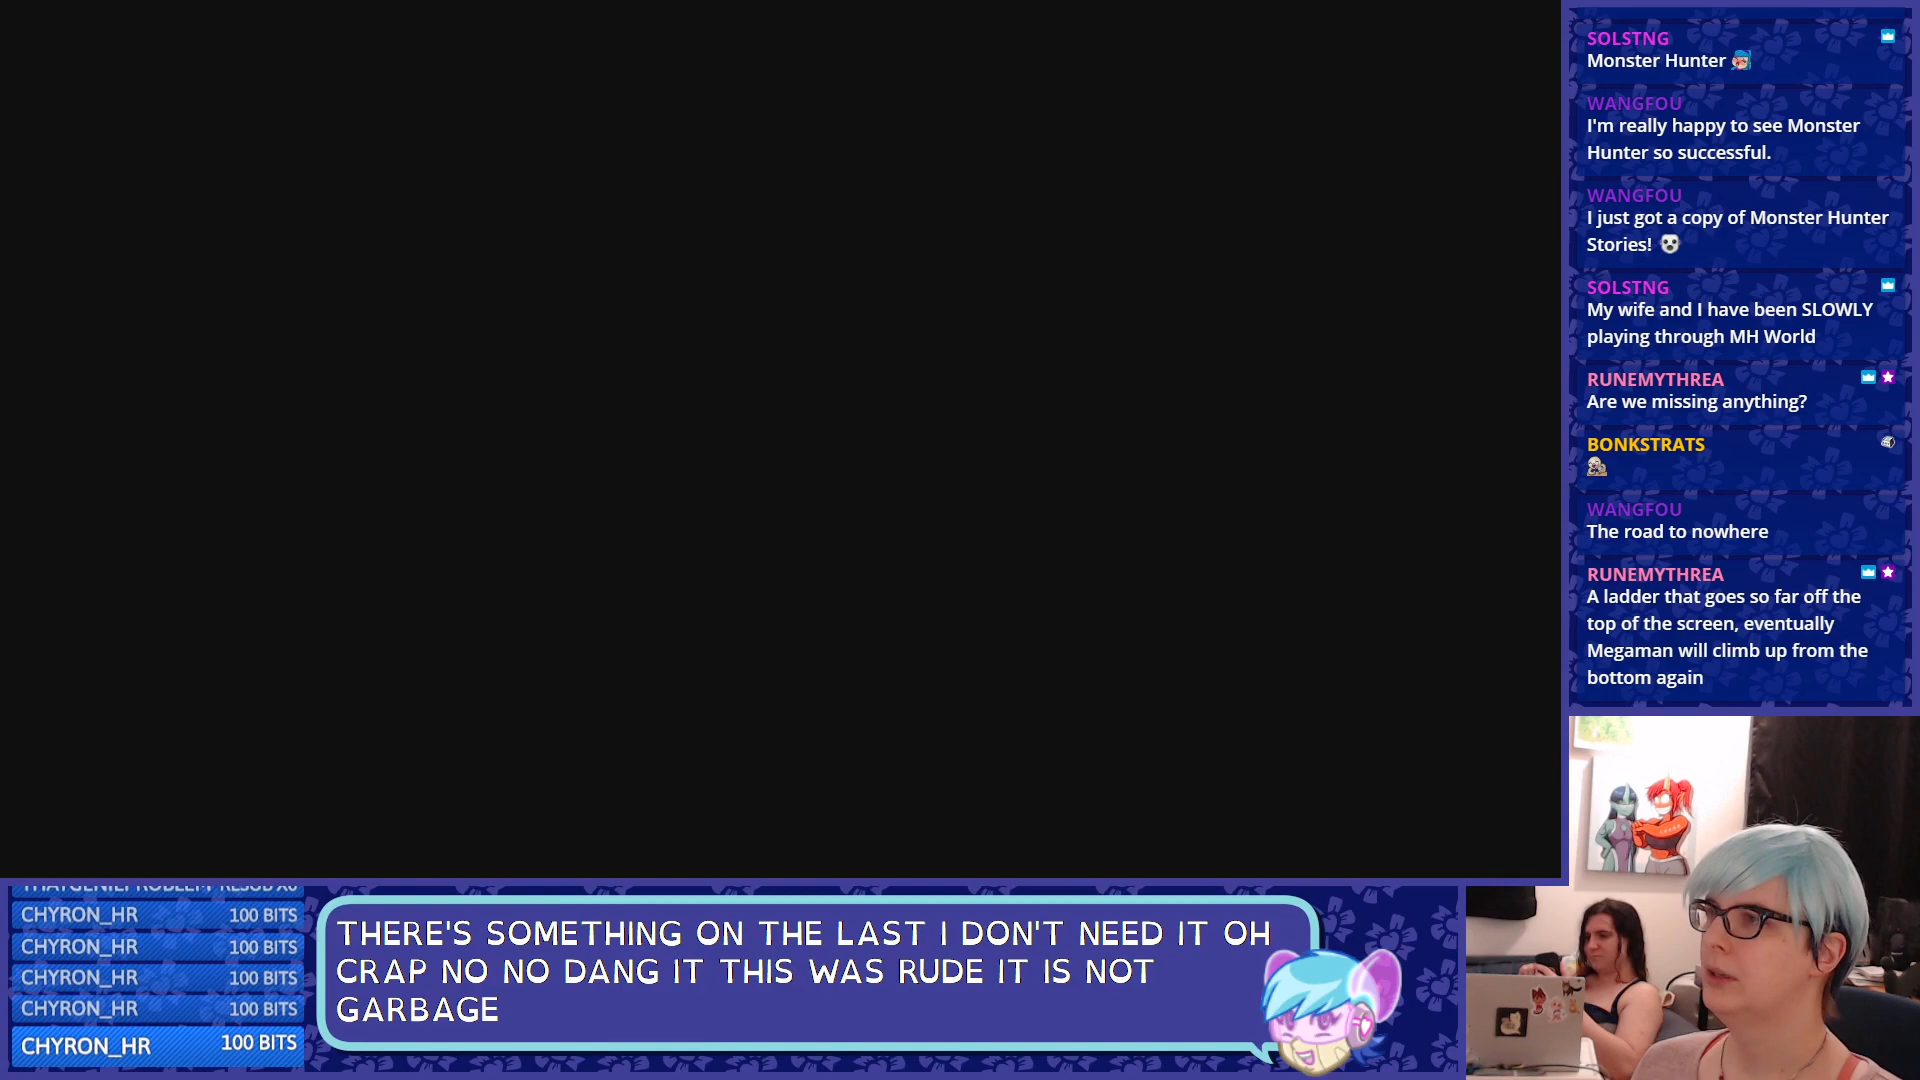 SOLSTNG
Monster Hunter
WANGFOU
I'm really happy to see Monster
Hunter so successful.
WANGFOU
I just got a copy of Monster Hunter
Stories!
SOLSTNG
My wife and I have been SLOWLY
playing through MH World
RUNEMYTHREA
Are we missing anything?
BONKSTRATS
WANGFOU
The road to nowhere
RUNEMYTHREA
A ladder that goes so far off the
top of the screen, eventually
Megaman will climb up from the
bottom again
CHYRON_HR 100 BITS
CHYRON_HR 100 BITS
CHYRON_HR 100 BITS
CHYRON_HR 100 BITS
CHYRON_HR 100 BITS
THERE'S SOMETHING ON THE LAST I DON'T NEED IT OH
CRAP NO NO DANG IT THIS WAS RUDE IT IS NOT
GARBAGE